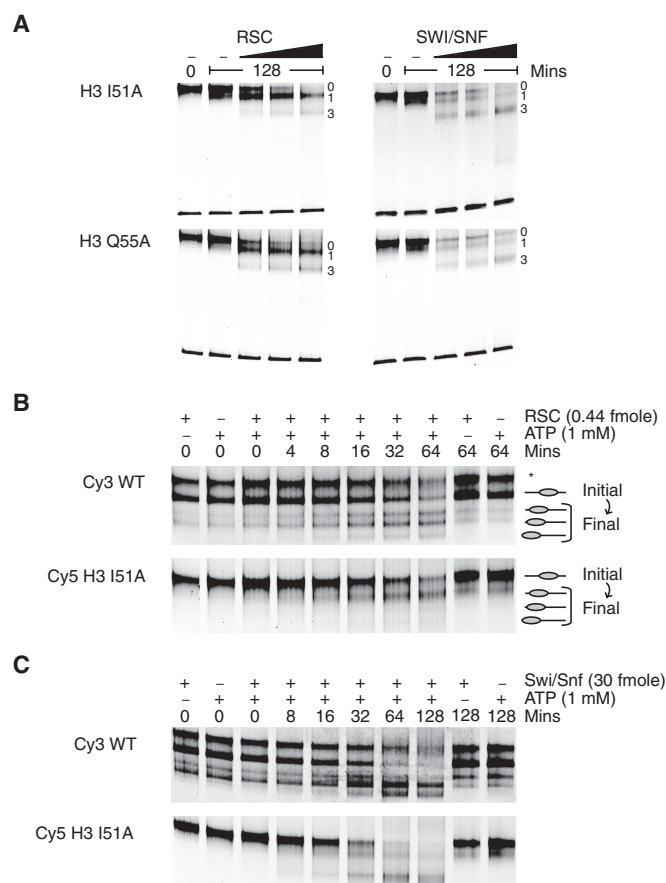 A
RSC SWI/SNF
– – – –
0 128 0 128 Mins
H3 I51A
0
1
3
0
1
3
H3 Q55A
0
1
3
0
1
3
B
+ – + + + + + + + – RSC (0.44 fmole)
– + + + + + + + – + ATP (1 mM)
0 0 0 4 8 16 32 64 64 64 Mins
Cy3 WT
*
Initial
Final
Cy5 H3 I51A
Initial
Final
C
+ – + + + + + + + – Swi/Snf (30 fmole)
– + + + + + + + – + ATP (1 mM)
0 0 0 8 16 32 64 128 128 128 Mins
Cy3 WT
Cy5 H3 I51A